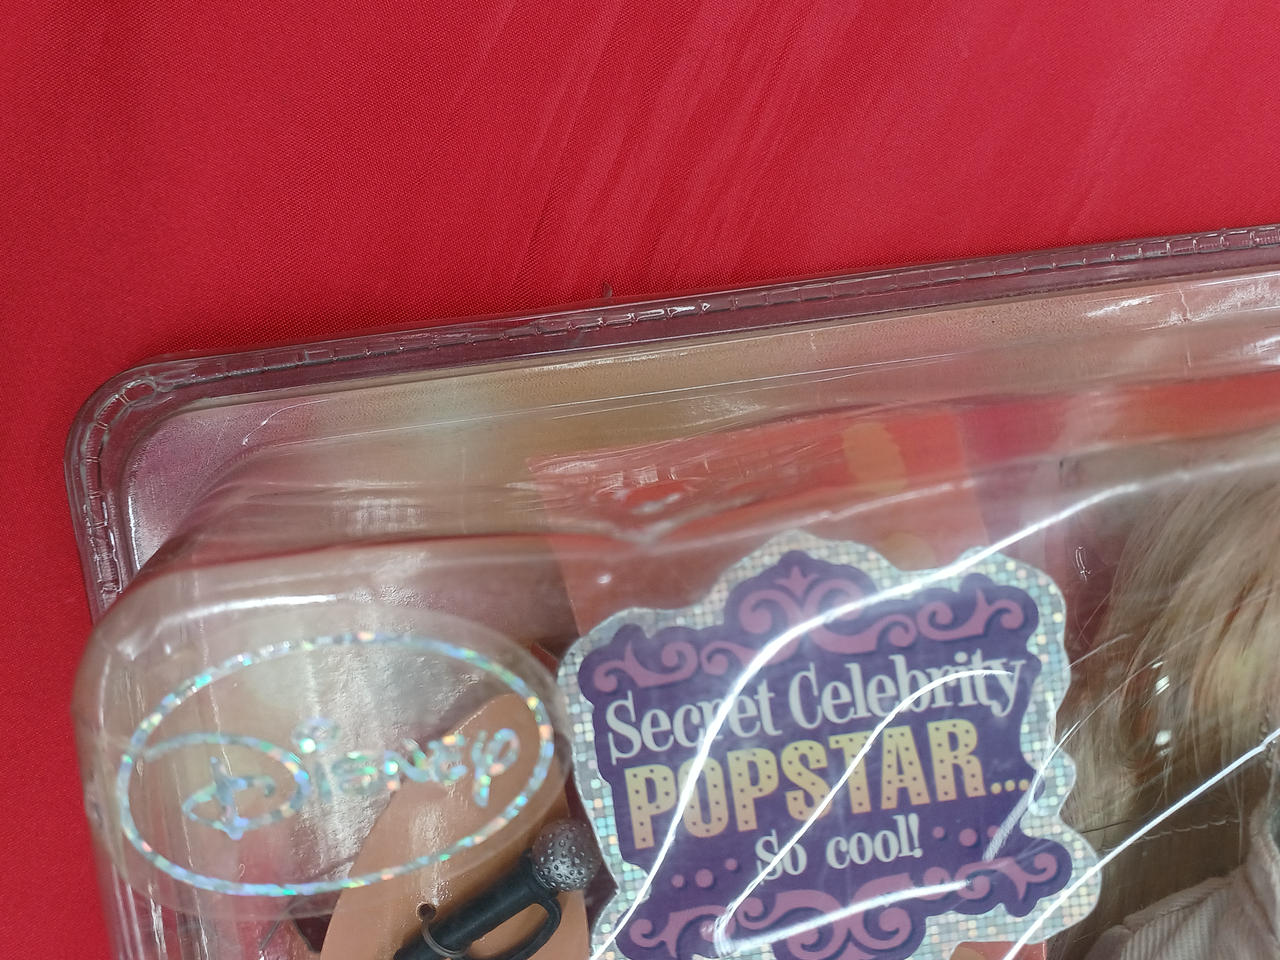 Disney
Secret Celebrity
POPSTAR...
so cool!